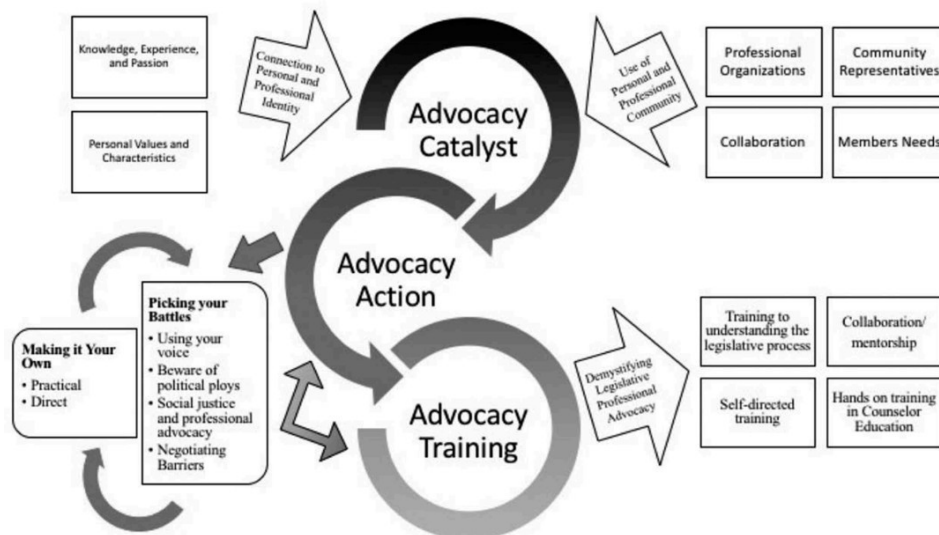 Knowledge, Experience,
and Passion
Personal Values and
Characteristics
Connection to
Personal and
Professional
Identity
Advocacy
Catalyst
Use of
Personal and
Professional
Community
Professional
Organizations
Community
Representatives
Collaboration
Members Needs
Advocacy
Action
Making it Your
Own
• Practical
• Direct
Picking your
Battles
• Using your
voice
• Beware of
political ploys
• Social justice
and professional
advocacy
• Negotiating
Barriers
Advocacy
Training
Demystifying
Legislative
Professional
Advocacy
Training to
understanding the
legislative process
Collaboration/
mentorship
Self-directed
training
Hands on training
in Counselor
Education